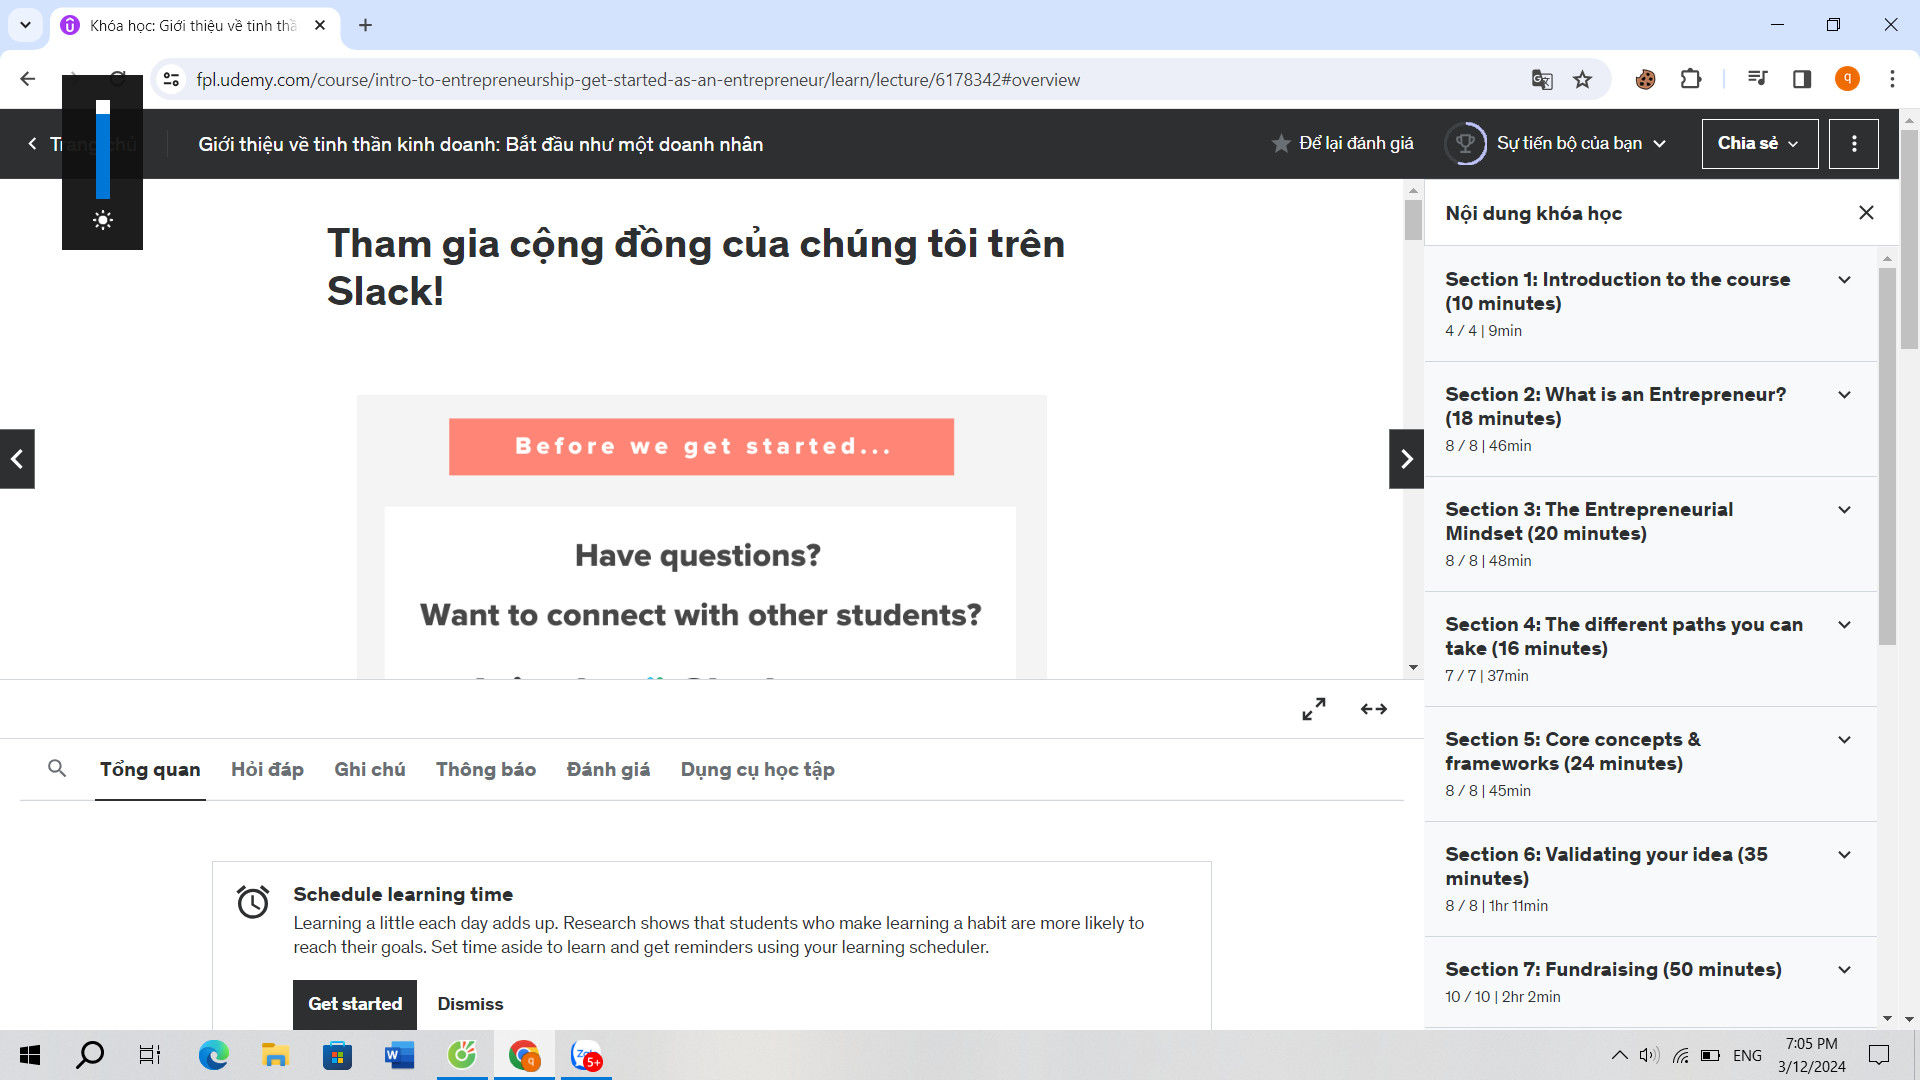 Khóa học: Giới thiệu về tinh thầ
fpl.udemy.com/course/intro-to-entrepreneurship-get-started-as-an-entrepreneur/learn/lecture/6178342#overview
q
Trang chủ
Giới thiệu về tinh thần kinh doanh: Bắt đầu như một doanh nhân
Để lại đánh giá
Sự tiến bộ của bạn
Chia sẻ
Tham gia cộng đồng của chúng tôi trên
Slack!
Before we get started...
Have questions?
Want to connect with other students?
Nội dung khóa học
Section 1: Introduction to the course
(10 minutes)
4 / 4 | 9min
Section 2: What is an Entrepreneur?
(18 minutes)
8 / 8 | 46min
Section 3: The Entrepreneurial
Mindset (20 minutes)
8 / 8 | 48min
Section 4: The different paths you can
take (16 minutes)
7 / 7 | 37min
Section 5: Core concepts &
frameworks (24 minutes)
8 / 8 | 45min
Section 6: Validating your idea (35
minutes)
8 / 8 | 1hr 11min
Section 7: Fundraising (50 minutes)
10 / 10 | 2hr 2min
Tổng quan
Hỏi đáp
Ghi chú
Thông báo
Đánh giá
Dụng cụ học tập
Schedule learning time
Learning a little each day adds up. Research shows that students who make learning a habit are more likely to
reach their goals. Set time aside to learn and get reminders using your learning scheduler.
Get started
Dismiss
W
q
5+
ENG
7:05 PM
3/12/2024